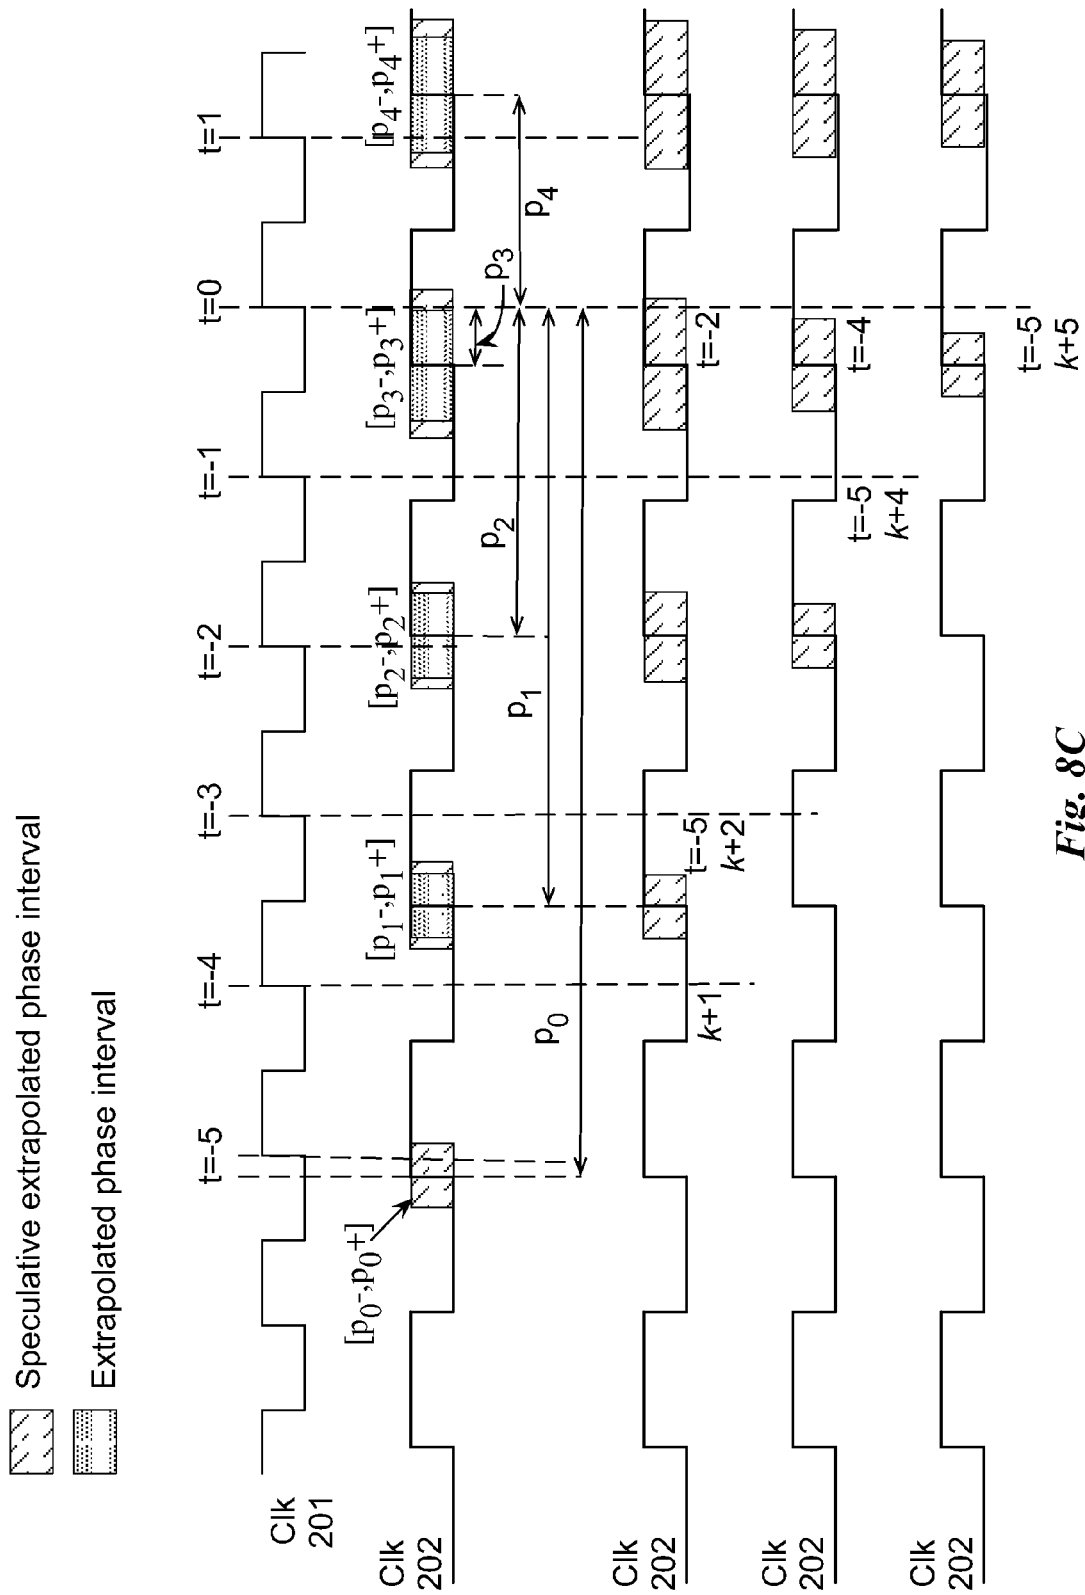 Speculative extrapolated phase interval
Extrapolated phase interval
t=-5
t=-4
t=-3
t=-2
t=-1
t=0
t=1
Clk
201
[p₀-,p₀+]
[p₁-,p₁+]
[p₂-,p₂+]
[p₃-,p₃+]
[p₄-,p₄+]
Clk
202
p₃
p₄
p₂
p₁
p₀
Clk
202
k+1
t=-5
k+2
t=-2
Clk
202
t=-5
k+4
t=-4
Clk
202
t=-5
k+5
Fig. 8C